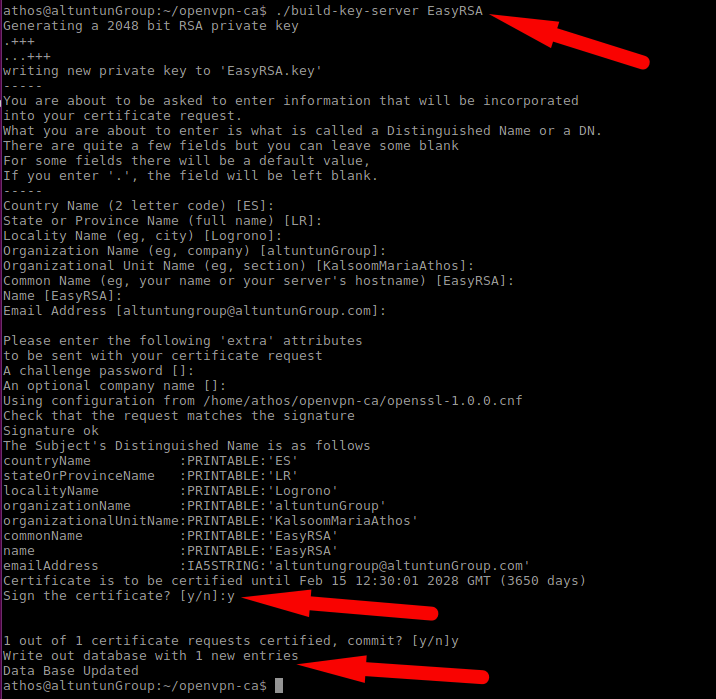 athos@altuntunGroup:~/openvpn-ca$ ./build-key-server EasyRSA
Generating a 2048 bit RSA private key
.+++
...+++
writing new private key to 'EasyRSA.key'
-----
You are about to be asked to enter information that will be incorporated
into your certificate request.
What you are about to enter is what is called a Distinguished Name or a DN.
There are quite a few fields but you can leave some blank
For some fields there will be a default value,
If you enter '.', the field will be left blank.
-----
Country Name (2 letter code) [ES]:
State or Province Name (full name) [LR]:
Locality Name (eg, city) [Logrono]:
Organization Name (eg, company) [altuntunGroup]:
Organizational Unit Name (eg, section) [KalsoomMariaAthos]:
Common Name (eg, your name or your server's hostname) [EasyRSA]:
Name [EasyRSA]:
Email Address [altuntungroup@altuntunGroup.com]:

Please enter the following 'extra' attributes
to be sent with your certificate request
A challenge password []:
An optional company name []:
Using configuration from /home/athos/openvpn-ca/openssl-1.0.0.cnf
Check that the request matches the signature
Signature ok
The Subject's Distinguished Name is as follows
countryName           :PRINTABLE:'ES'
stateOrProvinceName   :PRINTABLE:'LR'
localityName          :PRINTABLE:'Logrono'
organizationName      :PRINTABLE:'altuntunGroup'
organizationalUnitName:PRINTABLE:'KalsoomMariaAthos'
commonName            :PRINTABLE:'EasyRSA'
name                  :PRINTABLE:'EasyRSA'
emailAddress          :IA5STRING:'altuntungroup@altuntunGroup.com'
Certificate is to be certified until Feb 15 12:30:01 2028 GMT (3650 days)
Sign the certificate? [y/n]:y

1 out of 1 certificate requests certified, commit? [y/n]y
Write out database with 1 new entries
Data Base Updated
athos@altuntunGroup:~/openvpn-ca$